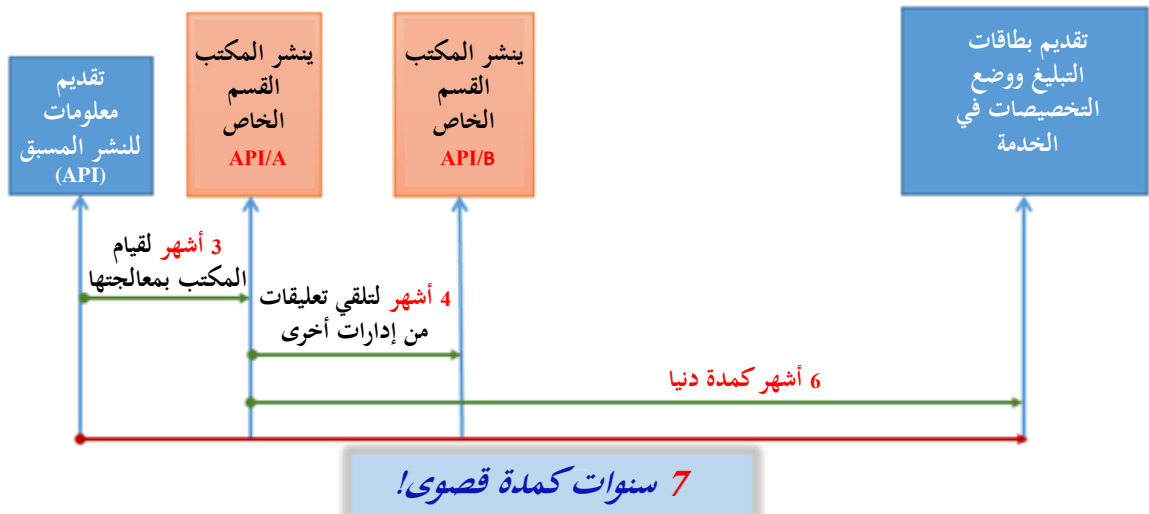 تقديم
معلومات
للنشر المسبق
(API)
ينشر المكتب
القسم
الخاص
API/A
ينشر المكتب
القسم
الخاص
API/B
تقديم بطاقات
التبليغ ووضع
التخصيصات في
الخدمة
3 أشهر لقيام
المكتب بمعالجتها
4 أشهر لتلقي تعليقات
من إدارات أخرى
6 أشهر كمدة دنيا
7 سنوات كمدة قصوى!